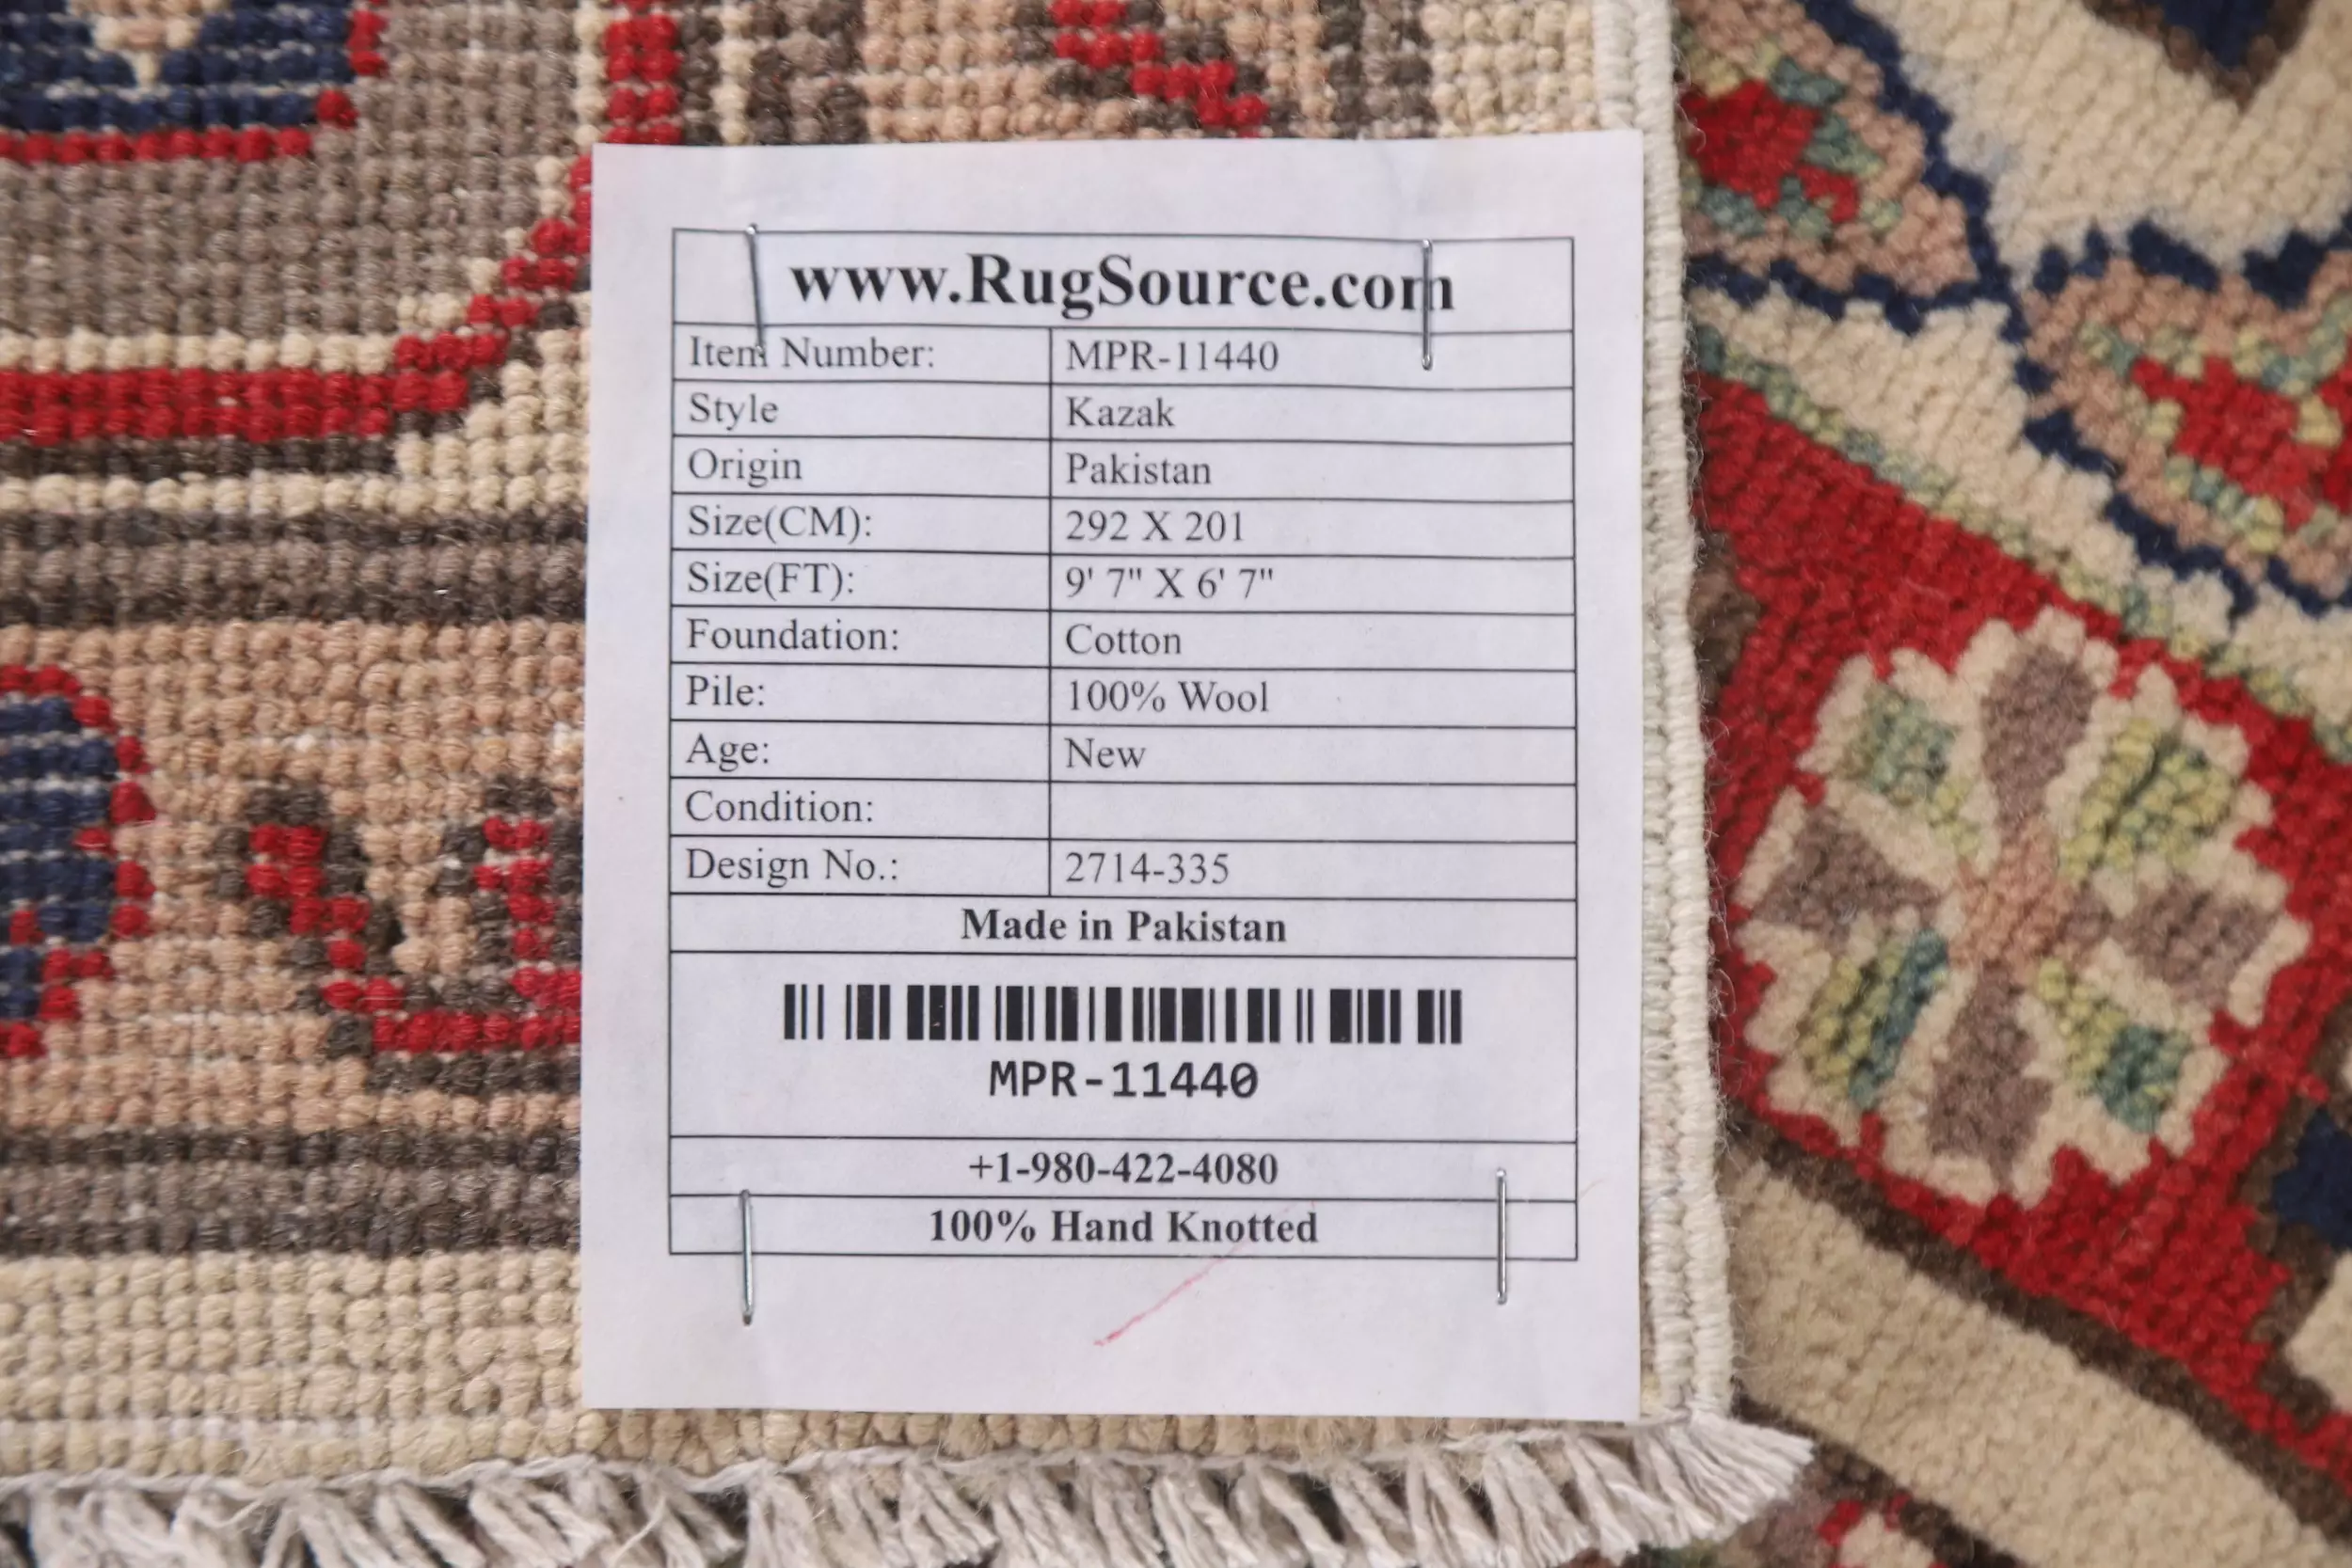 www.RugSource.com
Item Number: MPR-11440
Style Kazak
Origin Pakistan
Size(CM): 292 X 201
Size(FT): 9' 7" X 6' 7"
Foundation: Cotton
Pile: 100% Wool
Age: New
Condition:
Design No.: 2714-335
Made in Pakistan
MPR-11440
+1-980-422-4080
100% Hand Knotted